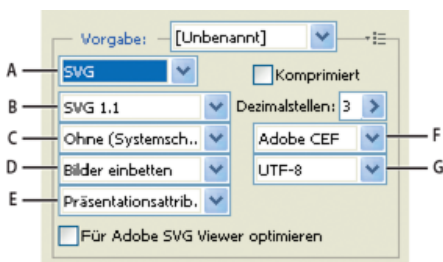 Vorgabe: [Unbenannt]
A SVG Komprimiert
B SVG 1.1 Dezimalstellen: 3
C Ohne (Systemsch.. Adobe CEF F
D Bilder einbetten UTF-8 G
E Präsentationsattrib.
Für Adobe SVG Viewer optimieren